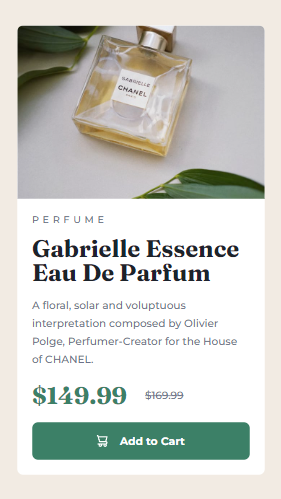 GABRIELLE
CHANEL
PARIS
PERFUME
Gabrielle Essence
Eau De Parfum
A floral, solar and voluptuous
interpretation composed by Olivier
Polge, Perfumer-Creator for the House
of CHANEL.
$149.99 $169.99
Add to Cart